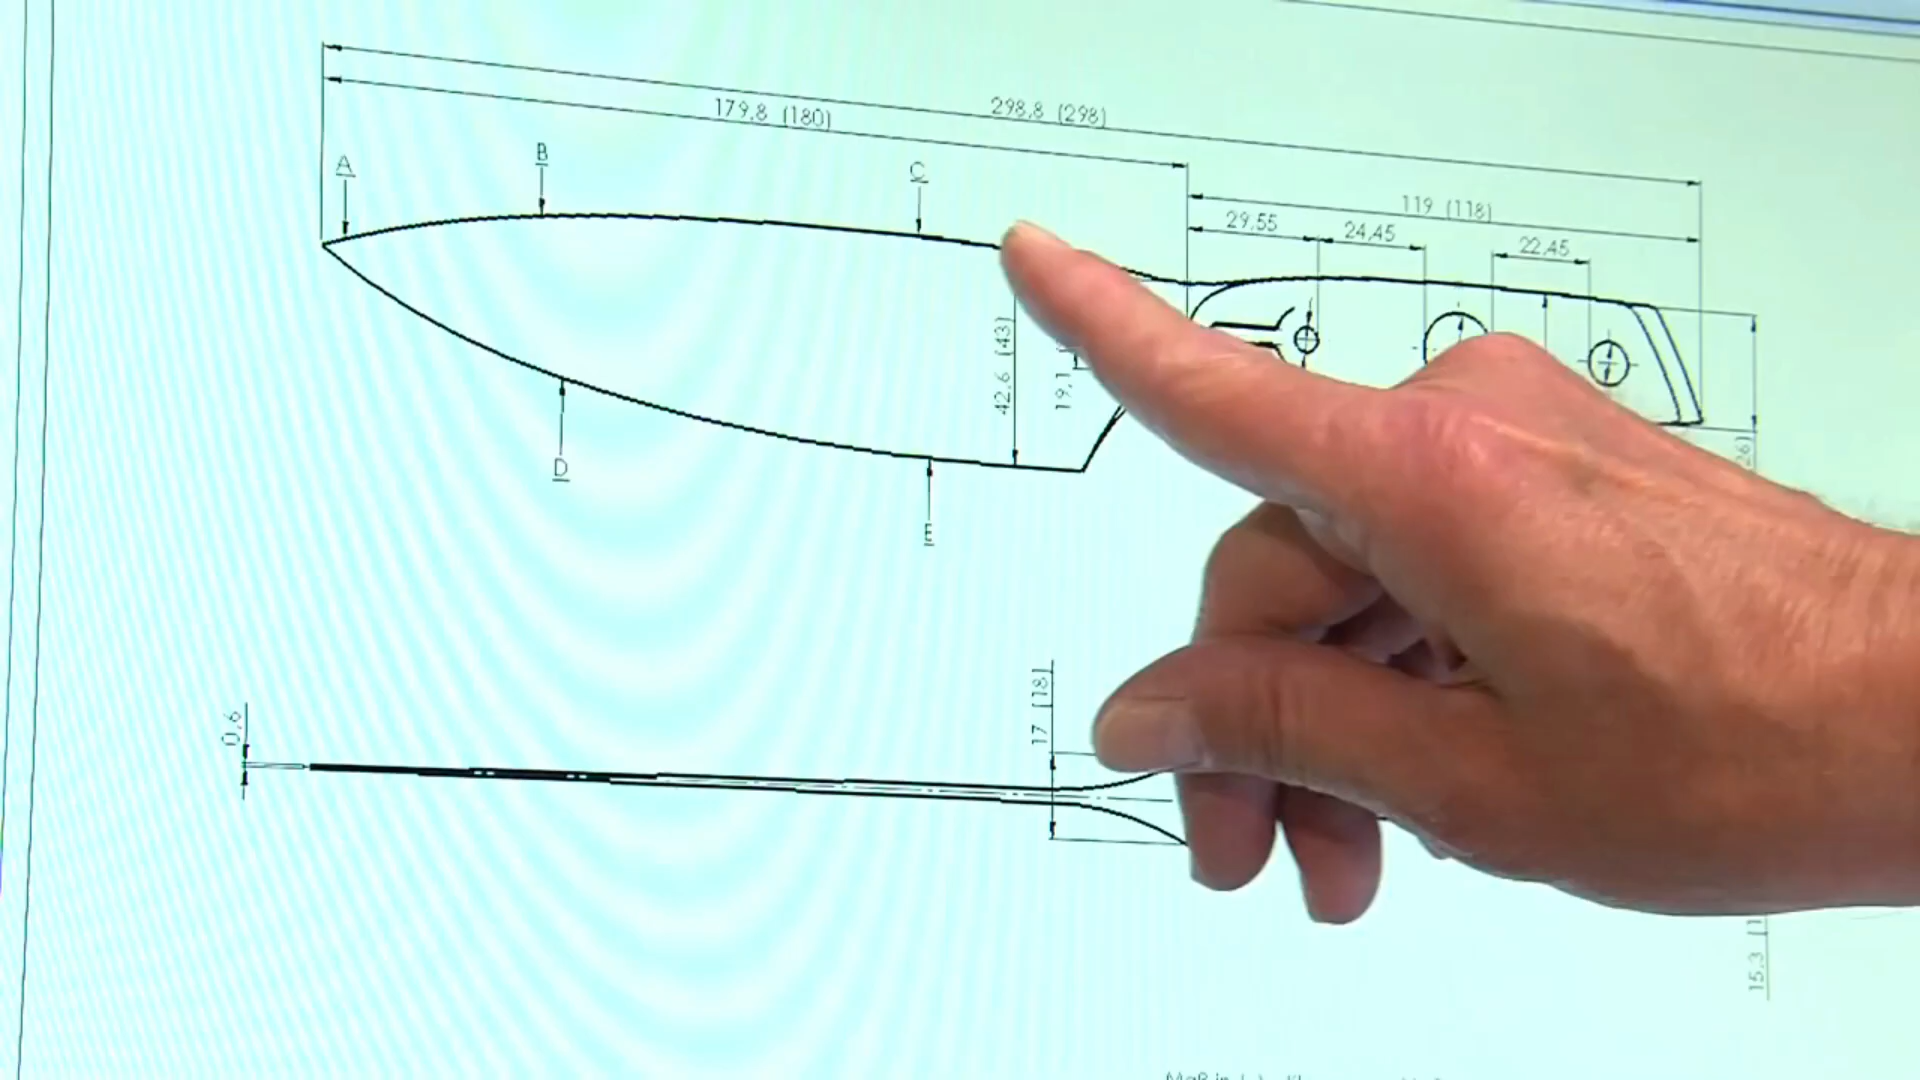 298,8 (298)
179,8 (180)
A
B
C
119 (118)
29,55
24,45
22,45
42,6 (43)
19,1
D
E
17 (18)
0,6
15,3